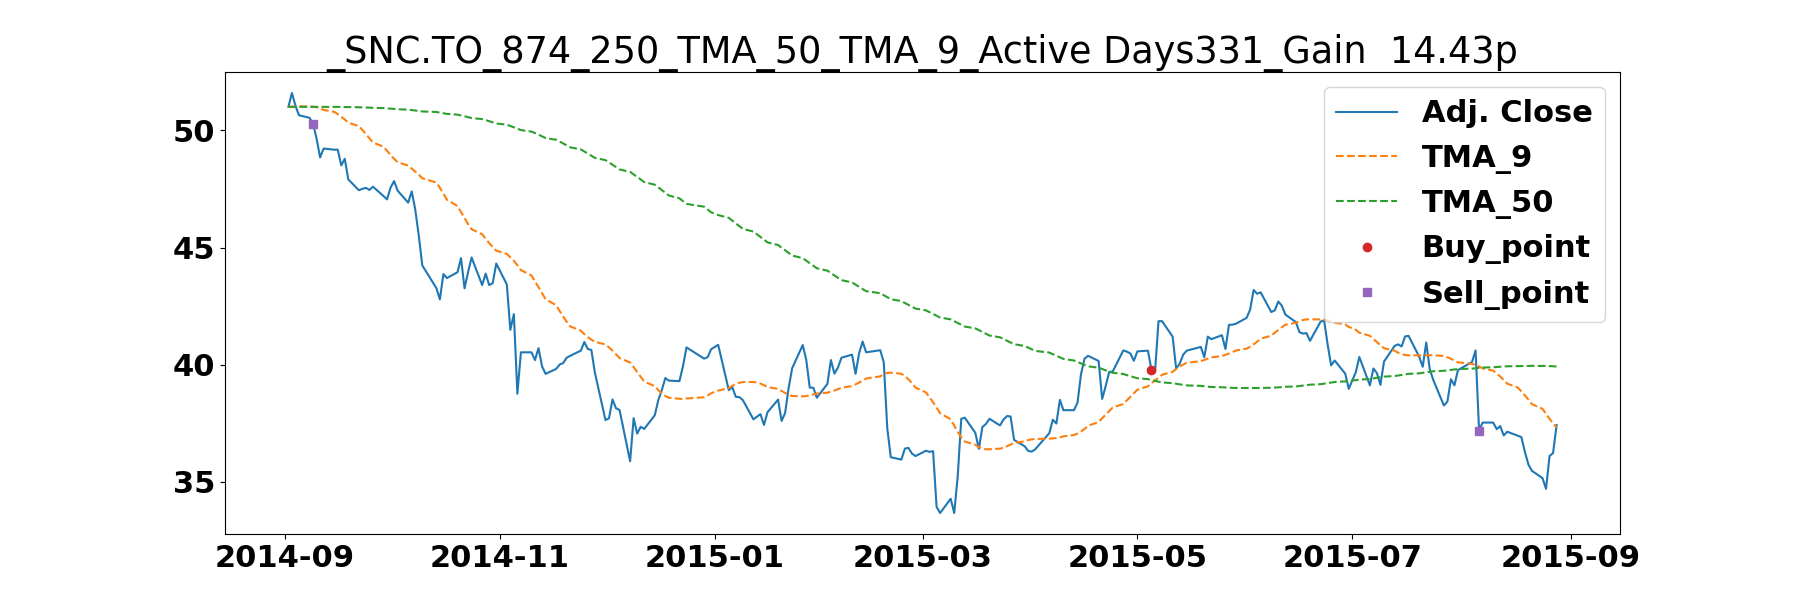 _SNC.TO_874_250_TMA_50_TMA_9_Active Days331_Gain  14.43p
Adj. Close
TMA_9
TMA_50
Buy_point
Sell_point
50
45
40
35
2014-09 2014-11 2015-01 2015-03 2015-05 2015-07 2015-09